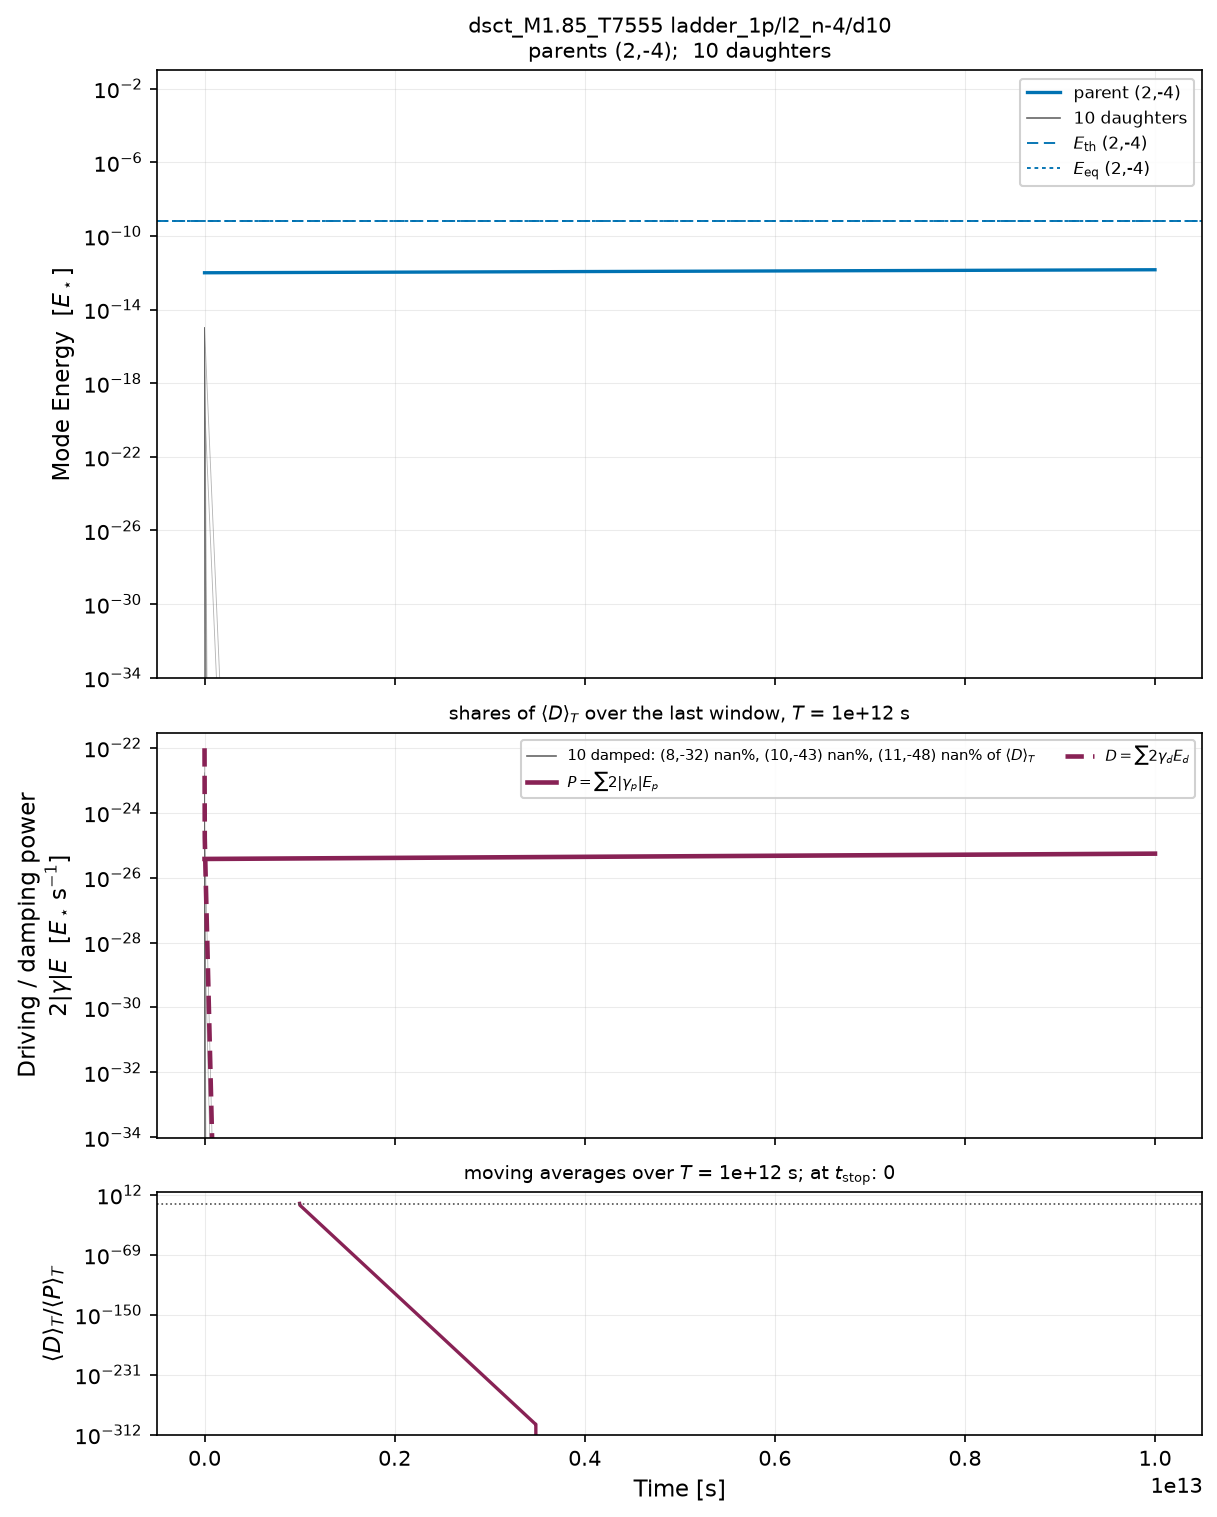 dsct_M1.85_T7555 ladder_1p/l2_n-4/d10
parents (2,-4);  10 daughters
10⁻²
10⁻⁶
10⁻¹⁰
10⁻¹⁴
10⁻¹⁸
10⁻²²
10⁻²⁶
10⁻³⁰
10⁻³⁴
Mode Energy [E⋆]
parent (2,-4)
10 daughters
E_th (2,-4)
E_eq (2,-4)
shares of ⟨D⟩_T over the last window, T = 1e+12 s
10⁻²²
10⁻²⁴
10⁻²⁶
10⁻²⁸
10⁻³⁰
10⁻³²
10⁻³⁴
Driving / damping power
2|γ|E [E⋆ s⁻¹]
10 damped: (8,-32) nan%, (10,-43) nan%, (11,-48) nan% of ⟨D⟩_T
P = ∑2|γ_p|E_p
D = ∑2γ_dE_d
moving averages over T = 1e+12 s; at t_stop: 0
10¹²
10⁻⁶⁹
10⁻¹⁵⁰
10⁻²³¹
10⁻³¹²
⟨D⟩_T/⟨P⟩_T
0.0 0.2 0.4 0.6 0.8 1.0
1e13
Time [s]